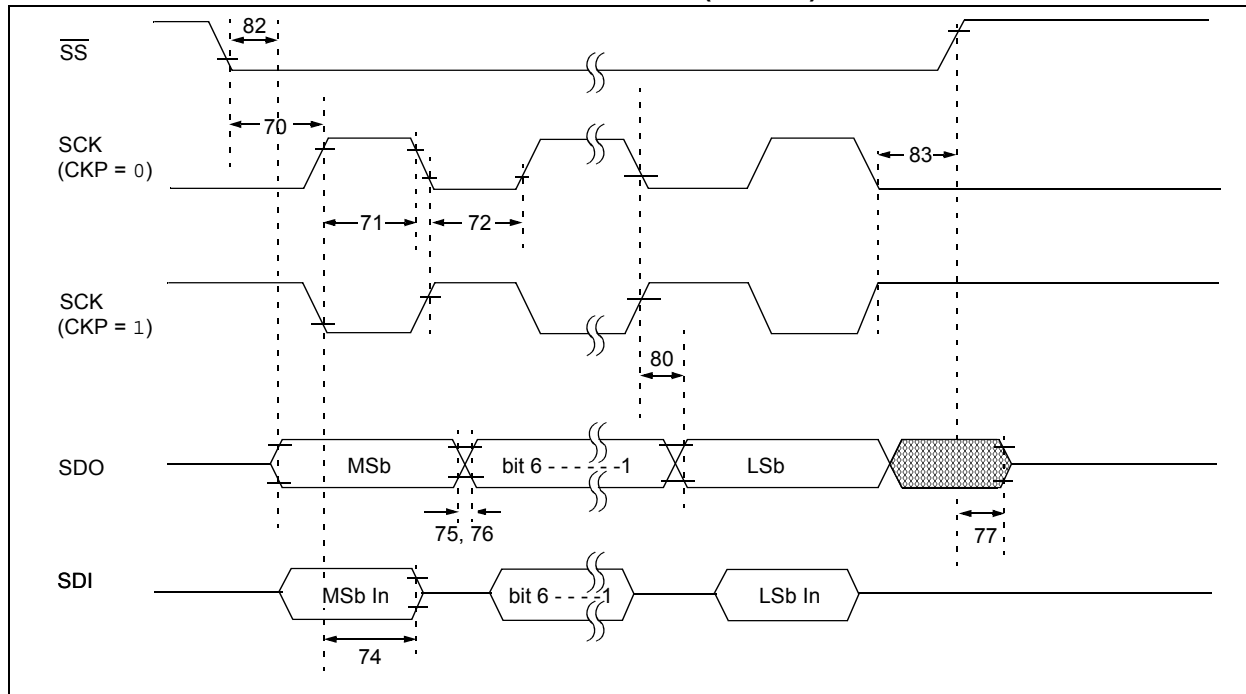 82
SS
70
SCK
(CKP = 0)
83
71
72
SCK
(CKP = 1)
80
SDO
MSb
bit 6 - - - - - -1
LSb
75, 76
77
SDI
MSb In
bit 6 - - - -1
LSb In
74